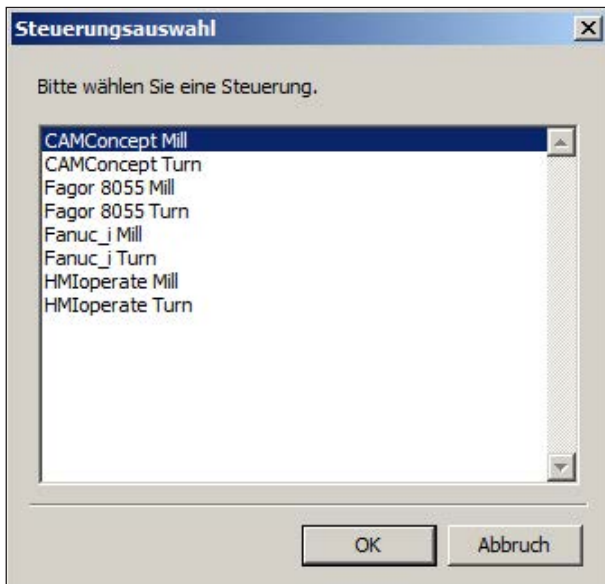 Steuerungsauswahl
Bitte wählen Sie eine Steuerung.
CAMConcept Mill
CAMConcept Turn
Fagor 8055 Mill
Fagor 8055 Turn
Fanuc_i Mill
Fanuc_i Turn
HMIoperate Mill
HMIoperate Turn
OK Abbruch